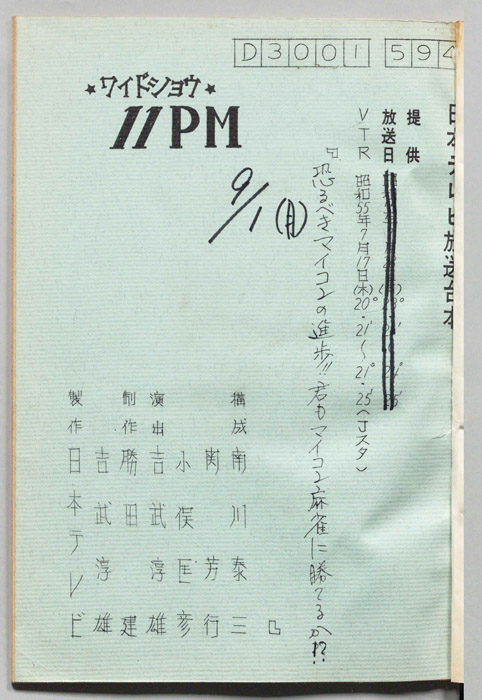 D3001 594
日本テレビ放送台本
提供
放送日
VTR 昭和55年7月17日(木)20°・21'～21°・25'(Jスタ)
★ワイドショウ★
11PM
9/1(月)
『恐るべきマイコンの進歩!!君もマイコン麻雀に勝てるか!?』
構成 南川泰三
関芳行
小俣匡彦
演出 吉武淳雄
制作 勝田建
吉武淳雄
製作 日本テレビ